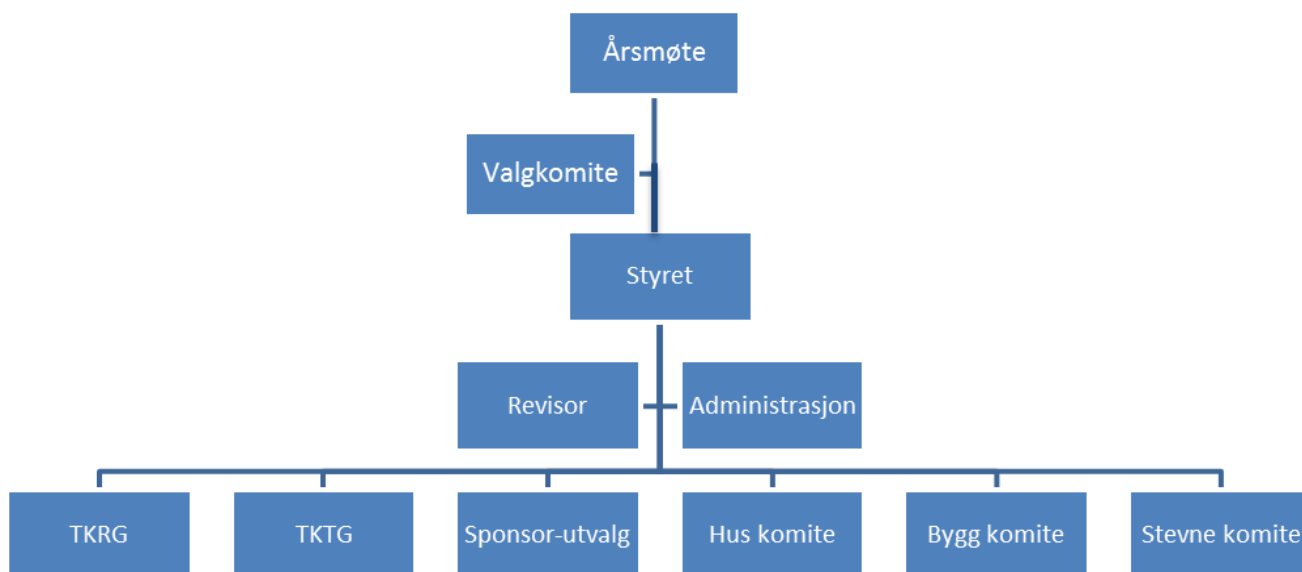 Årsmøte
Valgkomite
Styret
Revisor
Administrasjon
TKRG
TKTG
Sponsor-utvalg
Hus komite
Bygg komite
Stevne komite